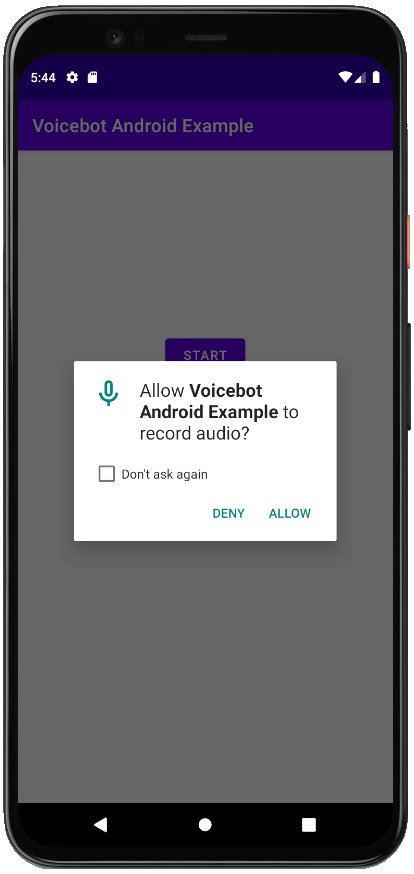 5:44
Voicebot Android Example
START
Allow Voicebot
Android Example to
record audio?
Don't ask again
DENY ALLOW